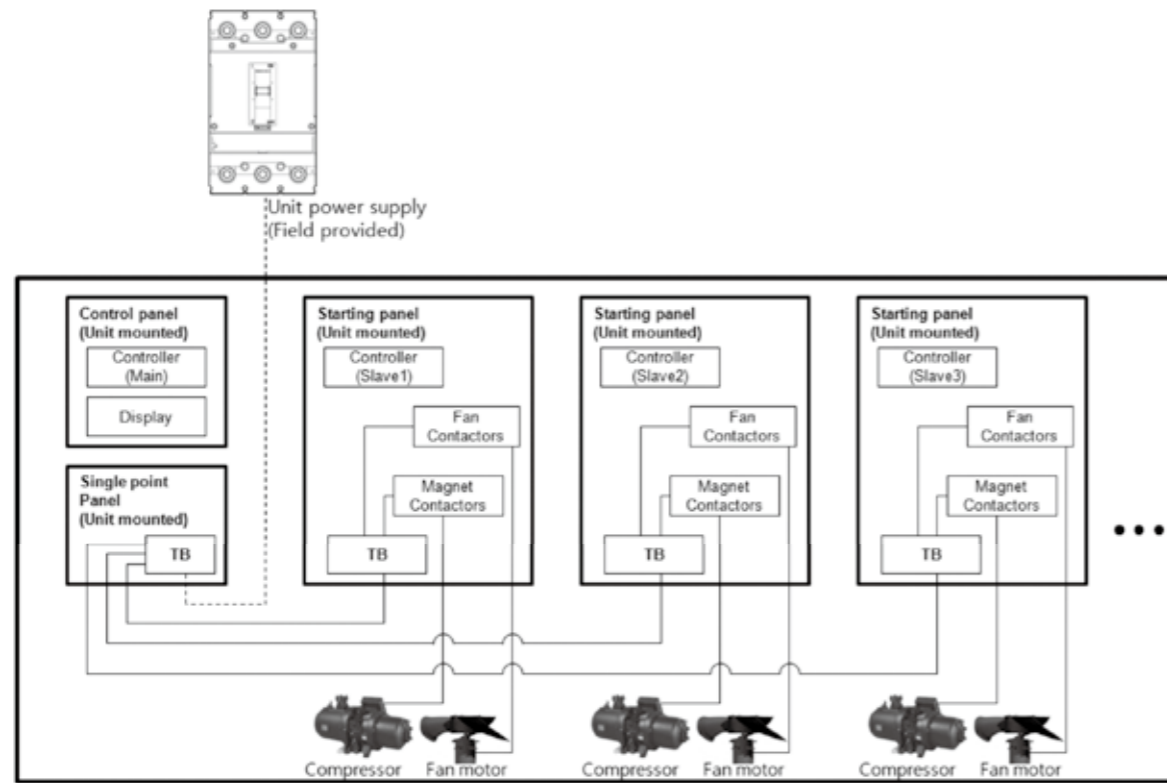 Unit power supply
(Field provided)
Control panel
(Unit mounted)
Controller
(Main)
Display
Single point
Panel
(Unit mounted)
TB
Starting panel
(Unit mounted)
Controller
(Slave1)
Fan
Contactors
Magnet
Contactors
TB
Starting panel
(Unit mounted)
Controller
(Slave2)
Fan
Contactors
Magnet
Contactors
TB
Starting panel
(Unit mounted)
Controller
(Slave3)
Fan
Contactors
Magnet
Contactors
TB
Compressor
Fan motor
Compressor
Fan motor
Compressor
Fan motor